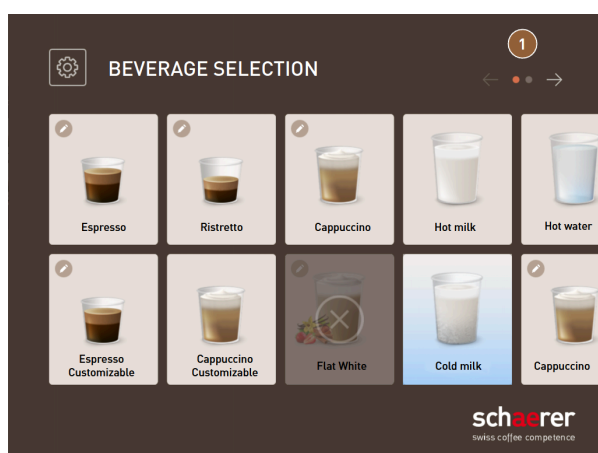 1
BEVERAGE SELECTION
Espresso
Ristretto
Cappuccino
Hot milk
Hot water
Espresso
Customizable
Cappuccino
Customizable
Flat White
Cold milk
Cappuccino
schaerer
swiss coffee competence